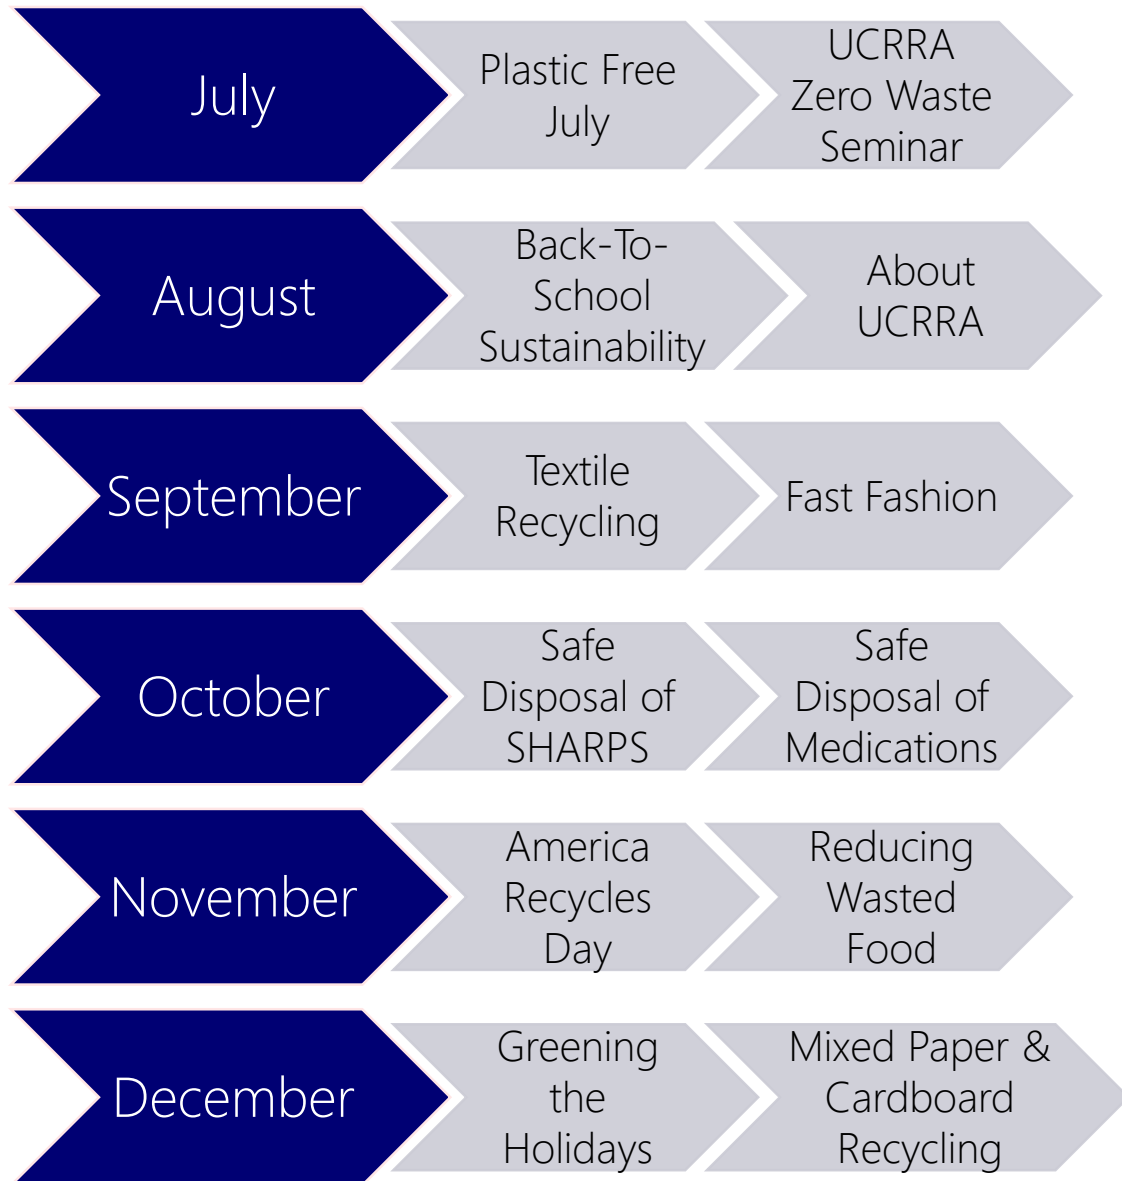 July
Plastic Free
July
UCRRA
Zero Waste
Seminar
August
Back-To-
School
Sustainability
About
UCRRA
September
Textile
Recycling
Fast Fashion
October
Safe
Disposal of
SHARPS
Safe
Disposal of
Medications
November
America
Recycles
Day
Reducing
Wasted
Food
December
Greening
the
Holidays
Mixed Paper &
Cardboard
Recycling